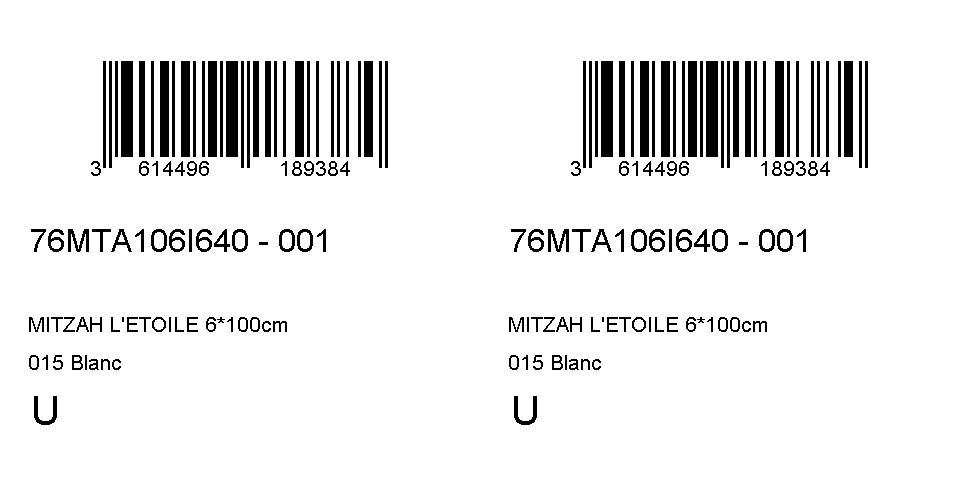 3 614496 189384
76MTA106I640 - 001
MITZAH L'ETOILE 6*100cm
015 Blanc
U
3 614496 189384
76MTA106I640 - 001
MITZAH L'ETOILE 6*100cm
015 Blanc
U